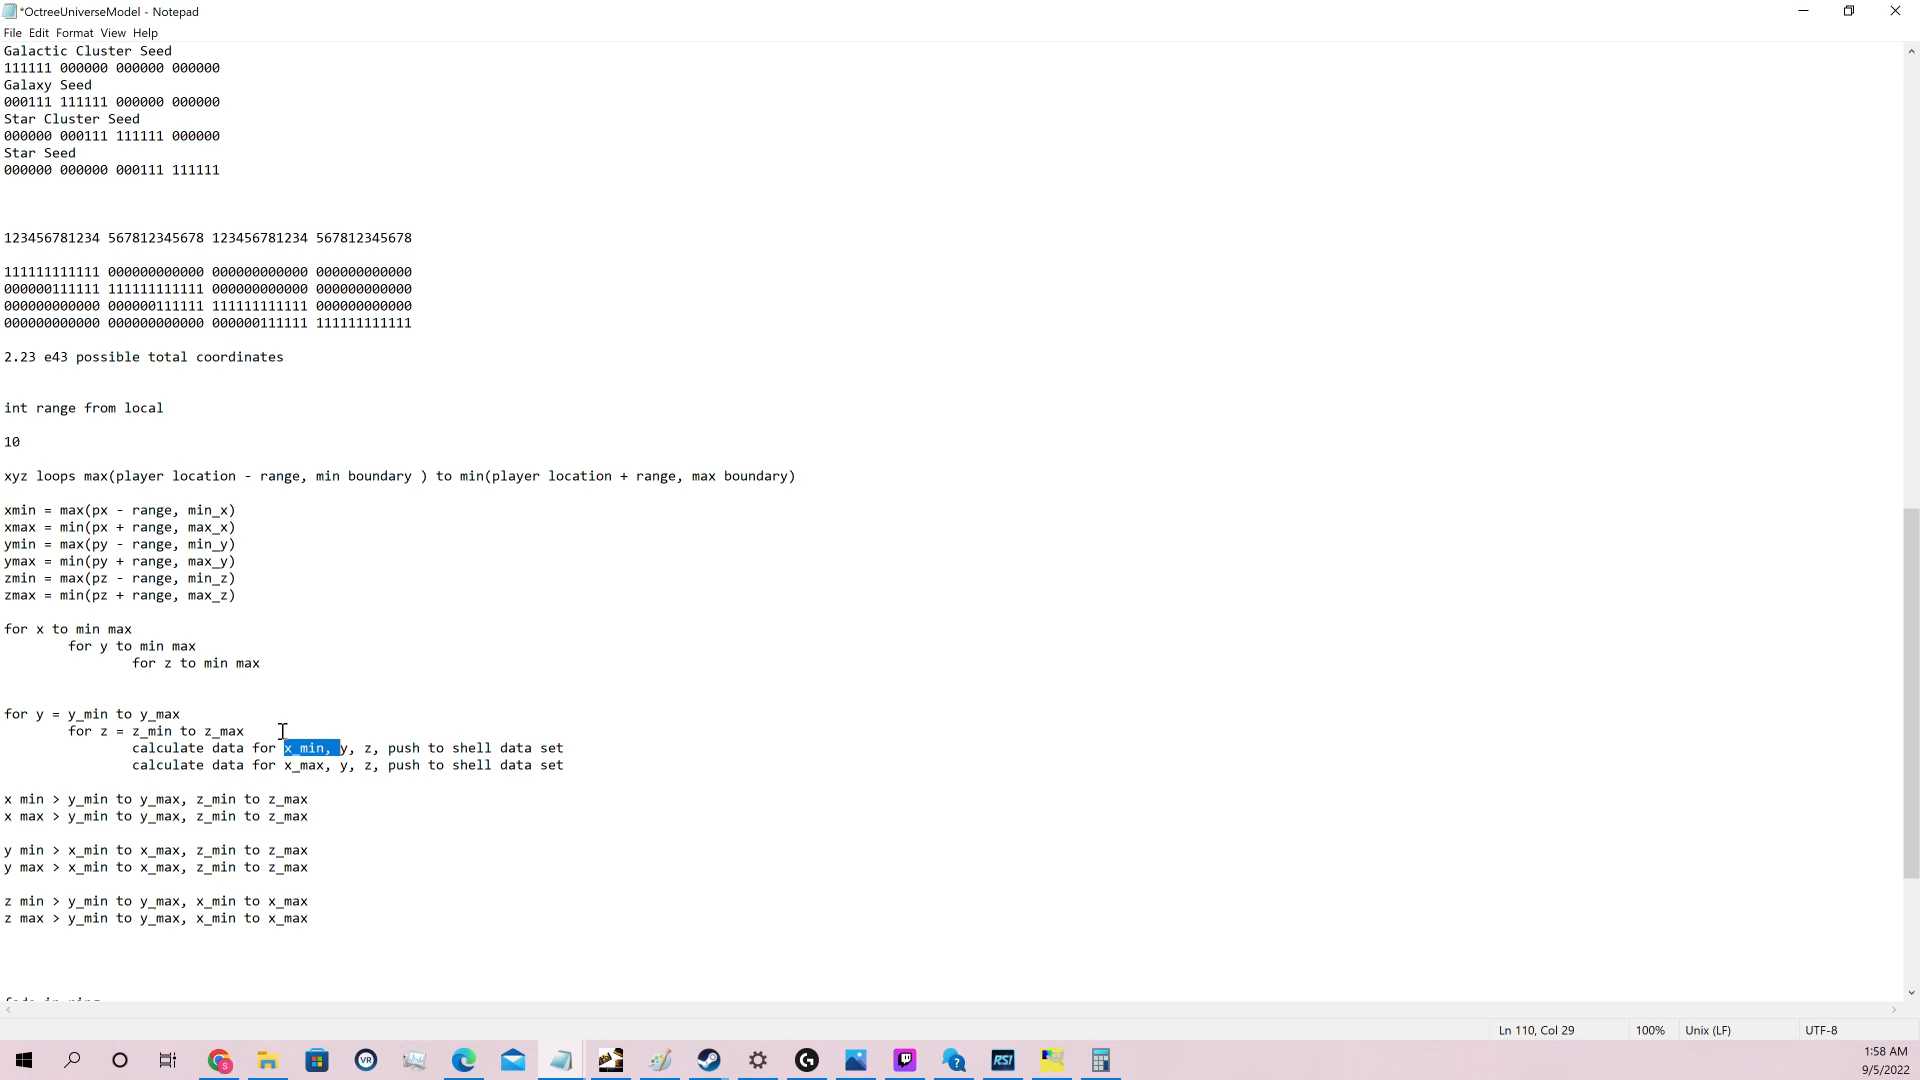 *OctreeUniverseModel - Notepad
File Edit Format View Help
Galactic Cluster Seed
111111 000000 000000 000000
Galaxy Seed
000111 111111 000000 000000
Star Cluster Seed
000000 000111 111111 000000
Star Seed
000000 000000 000111 111111
123456781234 567812345678 123456781234 567812345678
111111111111 000000000000 000000000000 000000000000
000000111111 111111111111 000000000000 000000000000
000000000000 000000111111 111111111111 000000000000
000000000000 000000000000 000000111111 111111111111
2.23 e43 possible total coordinates
int range from local
10
xyz loops max(player location - range, min boundary ) to min(player location + range, max boundary)
xmin = max(px - range, min_x)
xmax = min(px + range, max_x)
ymin = max(py - range, min_y)
ymax = min(py + range, max_y)
zmin = max(pz - range, min_z)
zmax = min(pz + range, max_z)
for x to min max
for y to min max
for z to min max
for y = y_min to y_max
for z = z_min to z_max
calculate data for x_min, y, z, push to shell data set
calculate data for x_max, y, z, push to shell data set
x min > y_min to y_max, z_min to z_max
x max > y_min to y_max, z_min to z_max
y min > x_min to x_max, z_min to z_max
y max > x_min to x_max, z_min to z_max
z min > y_min to y_max, x_min to x_max
z max > y_min to y_max, x_min to x_max
Ln 110, Col 29 100% Unix (LF) UTF-8
S VR RSI
1:58 AM
9/5/2022